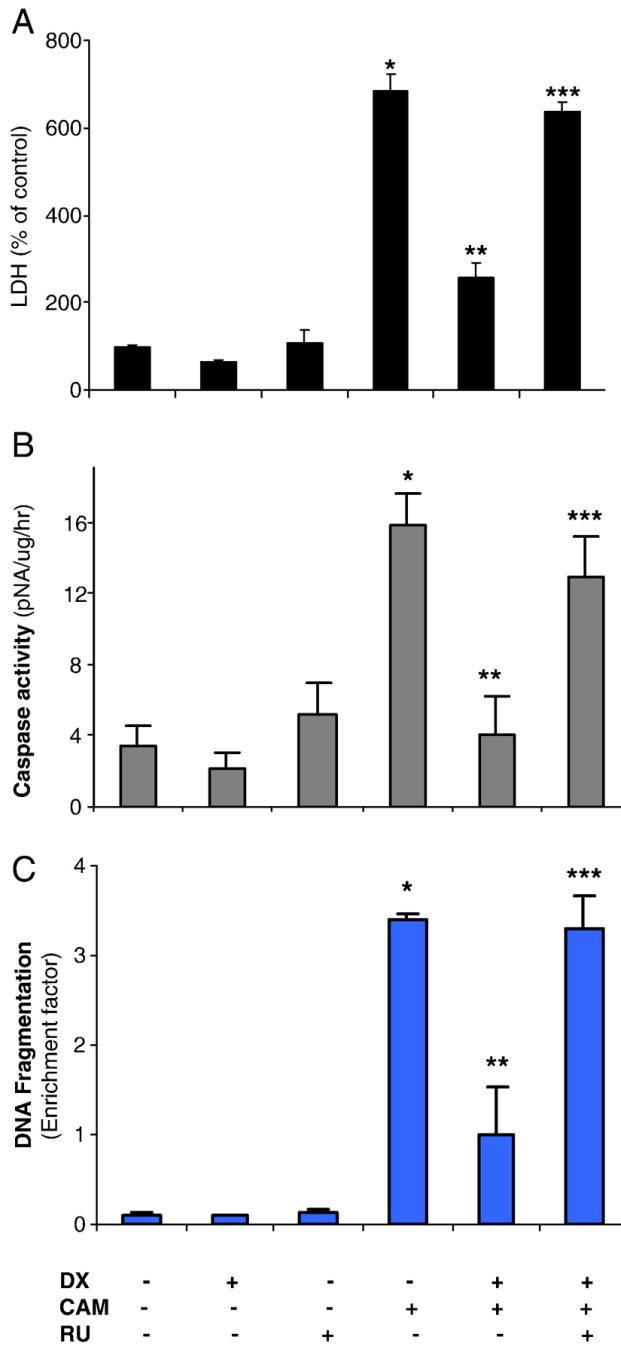 A
800
600
400
200
0
LDH (% of control)
*
**
***
B
16
12
8
4
0
Caspase activity (pNA/ug/hr)
*
**
***
C
4
3
2
1
0
DNA Fragmentation
(Enrichment factor)
*
**
***
DX - + - - + +
CAM - - - + + +
RU - - + - - +